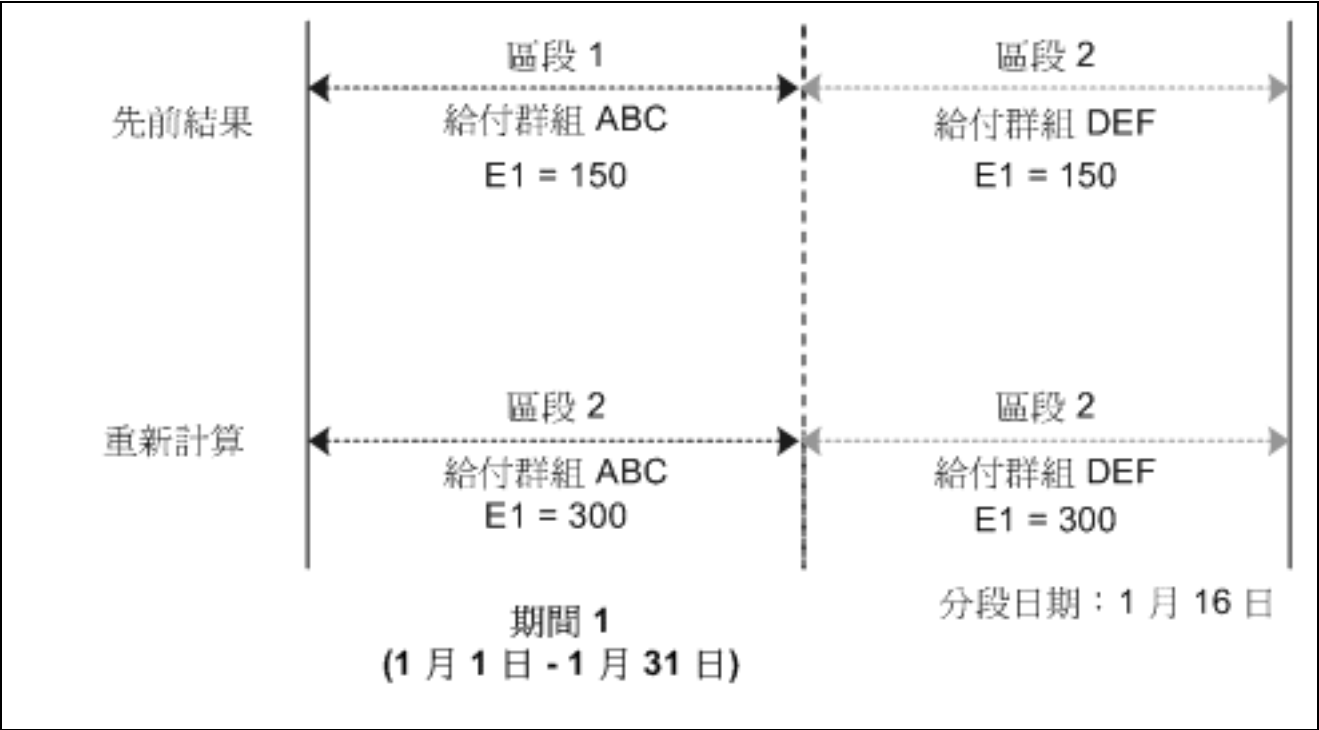 區段 1
區段 2
先前結果
給付群組 ABC
給付群組 DEF
E1 = 150
E1 = 150
區段 2
區段 2
重新計算
給付群組 ABC
給付群組 DEF
E1 = 300
E1 = 300
分段日期：1 月 16 日
期間 1
(1 月 1 日 - 1 月 31 日)